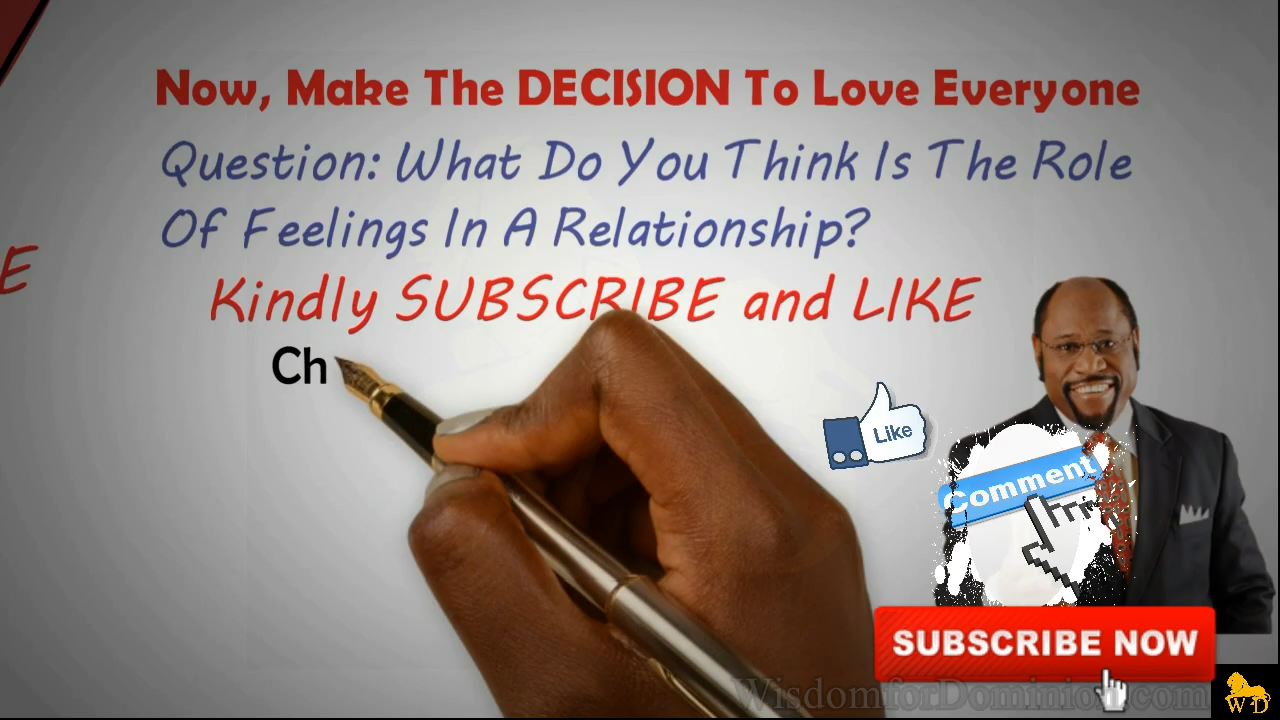 E
Now, Make The DECISION To Love Everyone
Question: What Do You Think Is The Role
Of Feelings In A Relationship?
Kindly SUBSCRIBE and LIKE
Ch
Like
Comment
SUBSCRIBE NOW
WisdomforDominion.com
WD